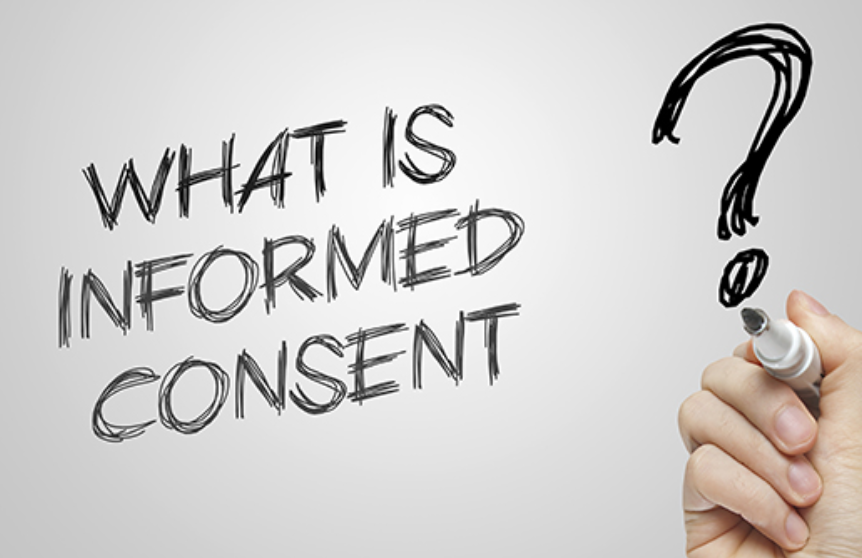 WHAT IS
INFORMED
CONSENT
?